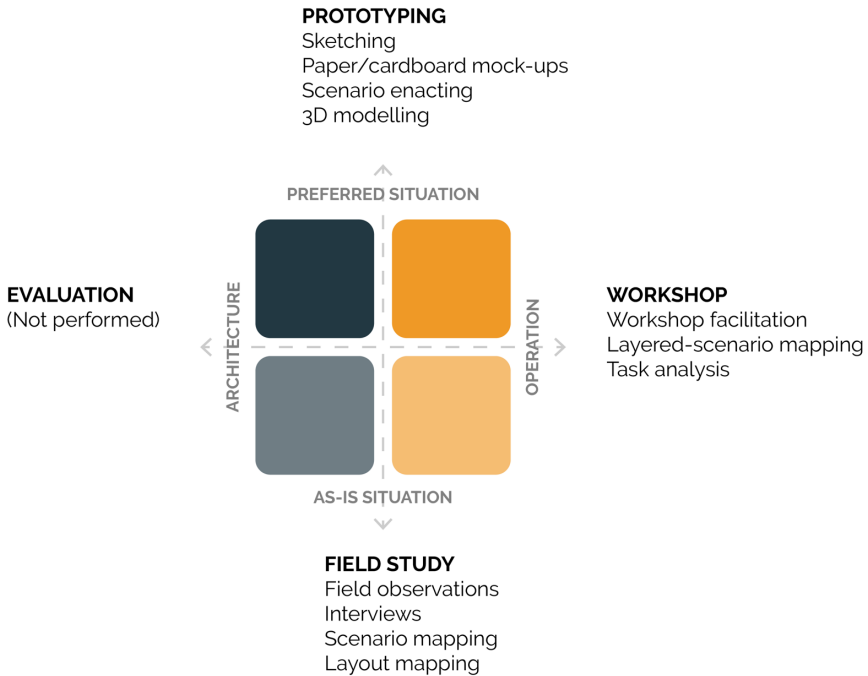 PROTOTYPING
Sketching
Paper/cardboard mock-ups
Scenario enacting
3D modelling
PREFERRED SITUATION
EVALUATION
(Not performed)
ARCHITECTURE
OPERATION
WORKSHOP
Workshop facilitation
Layered-scenario mapping
Task analysis
AS-IS SITUATION
FIELD STUDY
Field observations
Interviews
Scenario mapping
Layout mapping